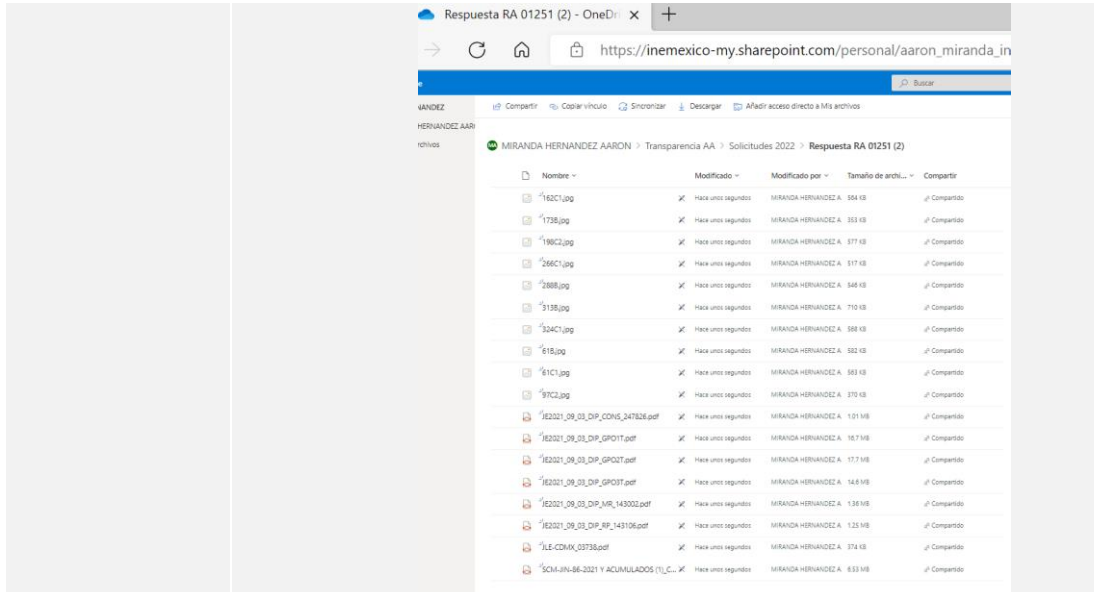 Respuesta RA 01251 (2) - OneDri
https://inemexico-my.sharepoint.com/personal/aaron_miranda_in
e
Buscar
NANDEZ
Compartir Copiar vínculo Sincronizar Descargar Añadir acceso directo a Mis archivos
HERNANDEZ AAR
rchivos
MA MIRANDA HERNANDEZ AARON > Transparencia AA > Solicitudes 2022 > Respuesta RA 01251 (2)
Nombre Modificado Modificado por Tamaño de archi... Compartir
162C1.jpg Hace unos segundos MIRANDA HERNANDEZ A 564 KB Compartido
173B.jpg Hace unos segundos MIRANDA HERNANDEZ A 353 KB Compartido
198C2.jpg Hace unos segundos MIRANDA HERNANDEZ A 577 KB Compartido
266C1.jpg Hace unos segundos MIRANDA HERNANDEZ A 517 KB Compartido
288B.jpg Hace unos segundos MIRANDA HERNANDEZ A 546 KB Compartido
313B.jpg Hace unos segundos MIRANDA HERNANDEZ A 710 KB Compartido
324C1.jpg Hace unos segundos MIRANDA HERNANDEZ A 568 KB Compartido
61B.jpg Hace unos segundos MIRANDA HERNANDEZ A 582 KB Compartido
61C1.jpg Hace unos segundos MIRANDA HERNANDEZ A 563 KB Compartido
97C2.jpg Hace unos segundos MIRANDA HERNANDEZ A 370 KB Compartido
JE2021_09_03_DIP_CONS_247826.pdf Hace unos segundos MIRANDA HERNANDEZ A 1.01 MB Compartido
JE2021_09_03_DIP_GPO1T.pdf Hace unos segundos MIRANDA HERNANDEZ A 16.7 MB Compartido
JE2021_09_03_DIP_GPO2T.pdf Hace unos segundos MIRANDA HERNANDEZ A 17.7 MB Compartido
JE2021_09_03_DIP_GPO3T.pdf Hace unos segundos MIRANDA HERNANDEZ A 14.6 MB Compartido
JE2021_09_03_DIP_MR_143002.pdf Hace unos segundos MIRANDA HERNANDEZ A 1.38 MB Compartido
JE2021_09_03_DIP_RP_143106.pdf Hace unos segundos MIRANDA HERNANDEZ A 1.25 MB Compartido
JLE-CDMX_03738.pdf Hace unos segundos MIRANDA HERNANDEZ A 374 KB Compartido
SCM-JIN-86-2021 Y ACUMULADOS (1)_C... Hace unos segundos MIRANDA HERNANDEZ A 6.53 MB Compartido